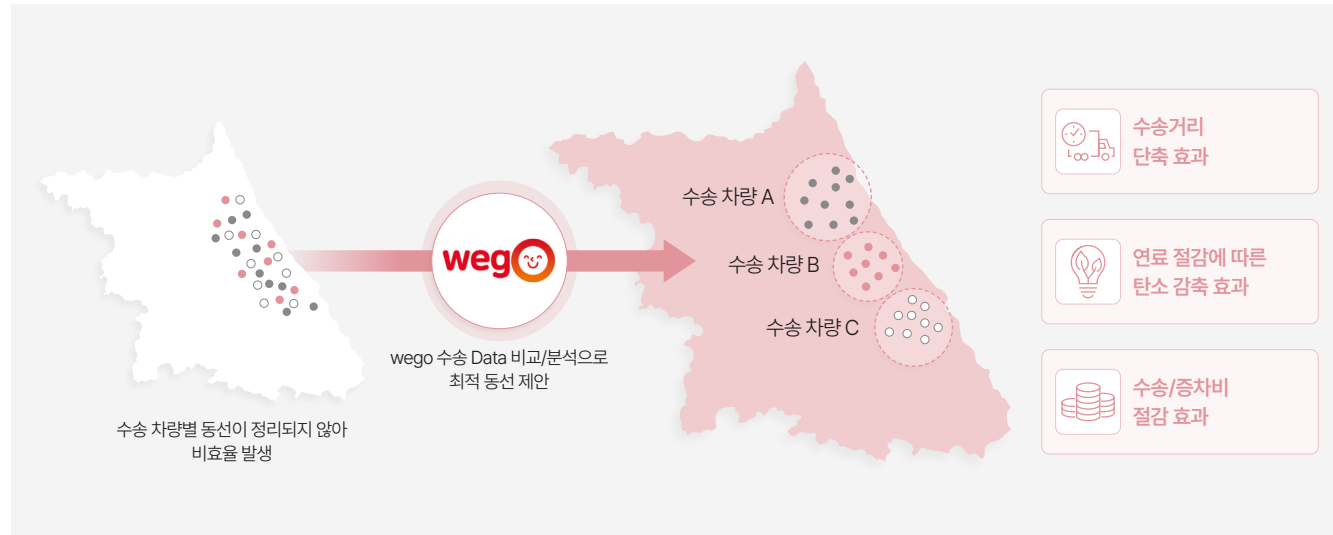 수송 차량별 동선이 정리되지 않아
비효율 발생
wego
wego 수송 Data 비교/분석으로
최적 동선 제안
수송 차량 A
수송 차량 B
수송 차량 C
수송거리
단축 효과
연료 절감에 따른
탄소 감축 효과
수송/증차비
절감 효과